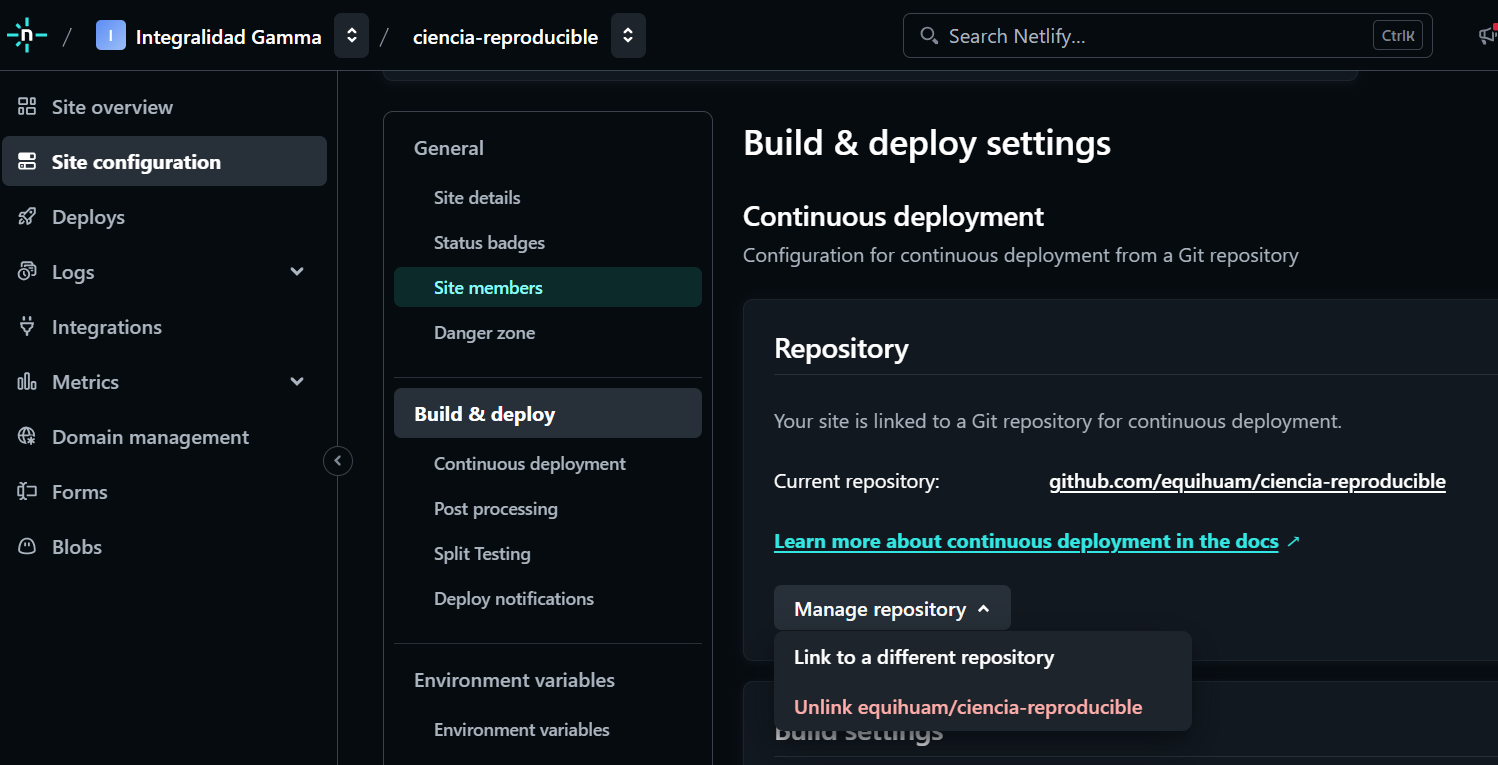 n / I Integralidad Gamma / ciencia-reproducible Search Netlify... CtrlK
Site overview
Site configuration
Deploys
Logs
Integrations
Metrics
Domain management
Forms
Blobs
General
Site details
Status badges
Site members
Danger zone
Build & deploy
Continuous deployment
Post processing
Split Testing
Deploy notifications
Environment variables
Environment variables
Build & deploy settings
Continuous deployment
Configuration for continuous deployment from a Git repository
Repository
Your site is linked to a Git repository for continuous deployment.
Current repository: github.com/equihuam/ciencia-reproducible
Learn more about continuous deployment in the docs ↗
Manage repository
Link to a different repository
Unlink equihuam/ciencia-reproducible
Build settings